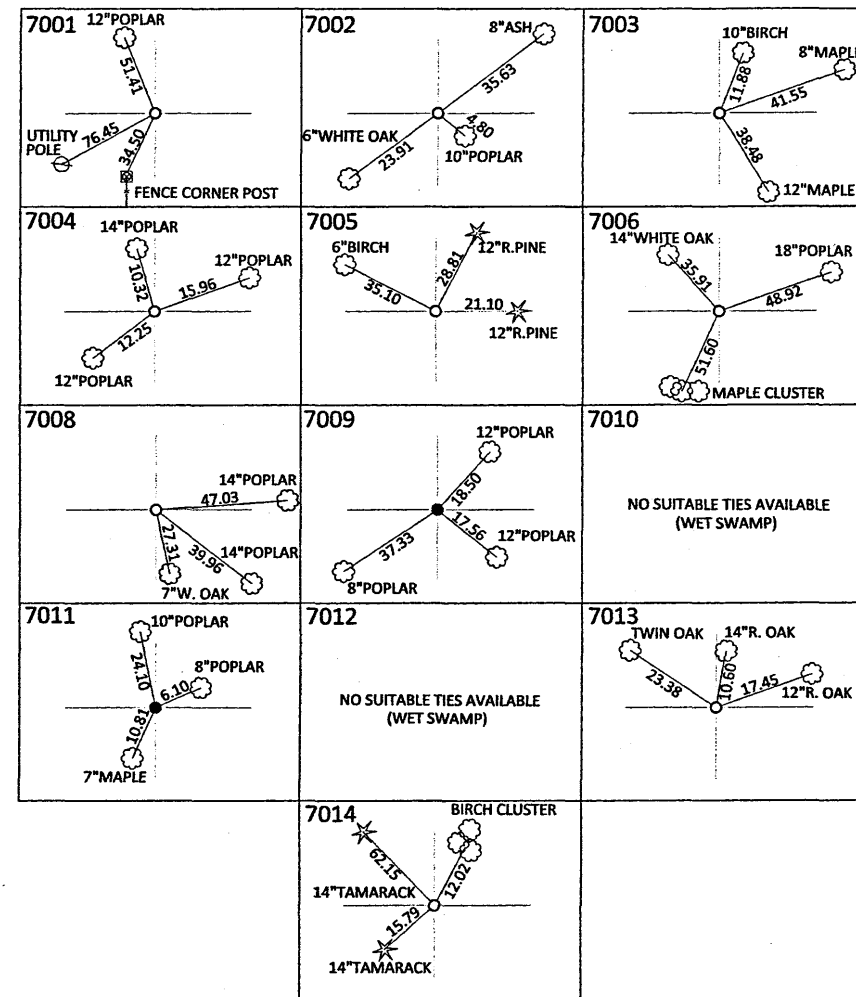 7001
12"POPLAR
51.41
76.45
UTILITY
POLE
34.50
FENCE CORNER POST
7002
8"ASH
35.63
6"WHITE OAK
4.80
10"POPLAR
23.91
7003
10"BIRCH
8"MAPLE
11.88
41.55
38.48
12"MAPLE
7004
14"POPLAR
12"POPLAR
10.32
15.96
12.25
12"POPLAR
7005
6"BIRCH
12"R.PINE
28.81
35.10
21.10
12"R.PINE
7006
14"WHITE OAK
18"POPLAR
35.91
48.92
51.60
MAPLE CLUSTER
7008
14"POPLAR
47.03
27.31
39.96
14"POPLAR
7"W. OAK
7009
12"POPLAR
18.50
17.56
12"POPLAR
37.33
8"POPLAR
7010
NO SUITABLE TIES AVAILABLE
(WET SWAMP)
7011
10"POPLAR
24.10
8"POPLAR
6.10
10.81
7"MAPLE
7012
NO SUITABLE TIES AVAILABLE
(WET SWAMP)
7013
TWIN OAK
14"R. OAK
23.38
10.60
17.45
12"R. OAK
7014
BIRCH CLUSTER
62.15
12.02
14"TAMARACK
15.79
14"TAMARACK